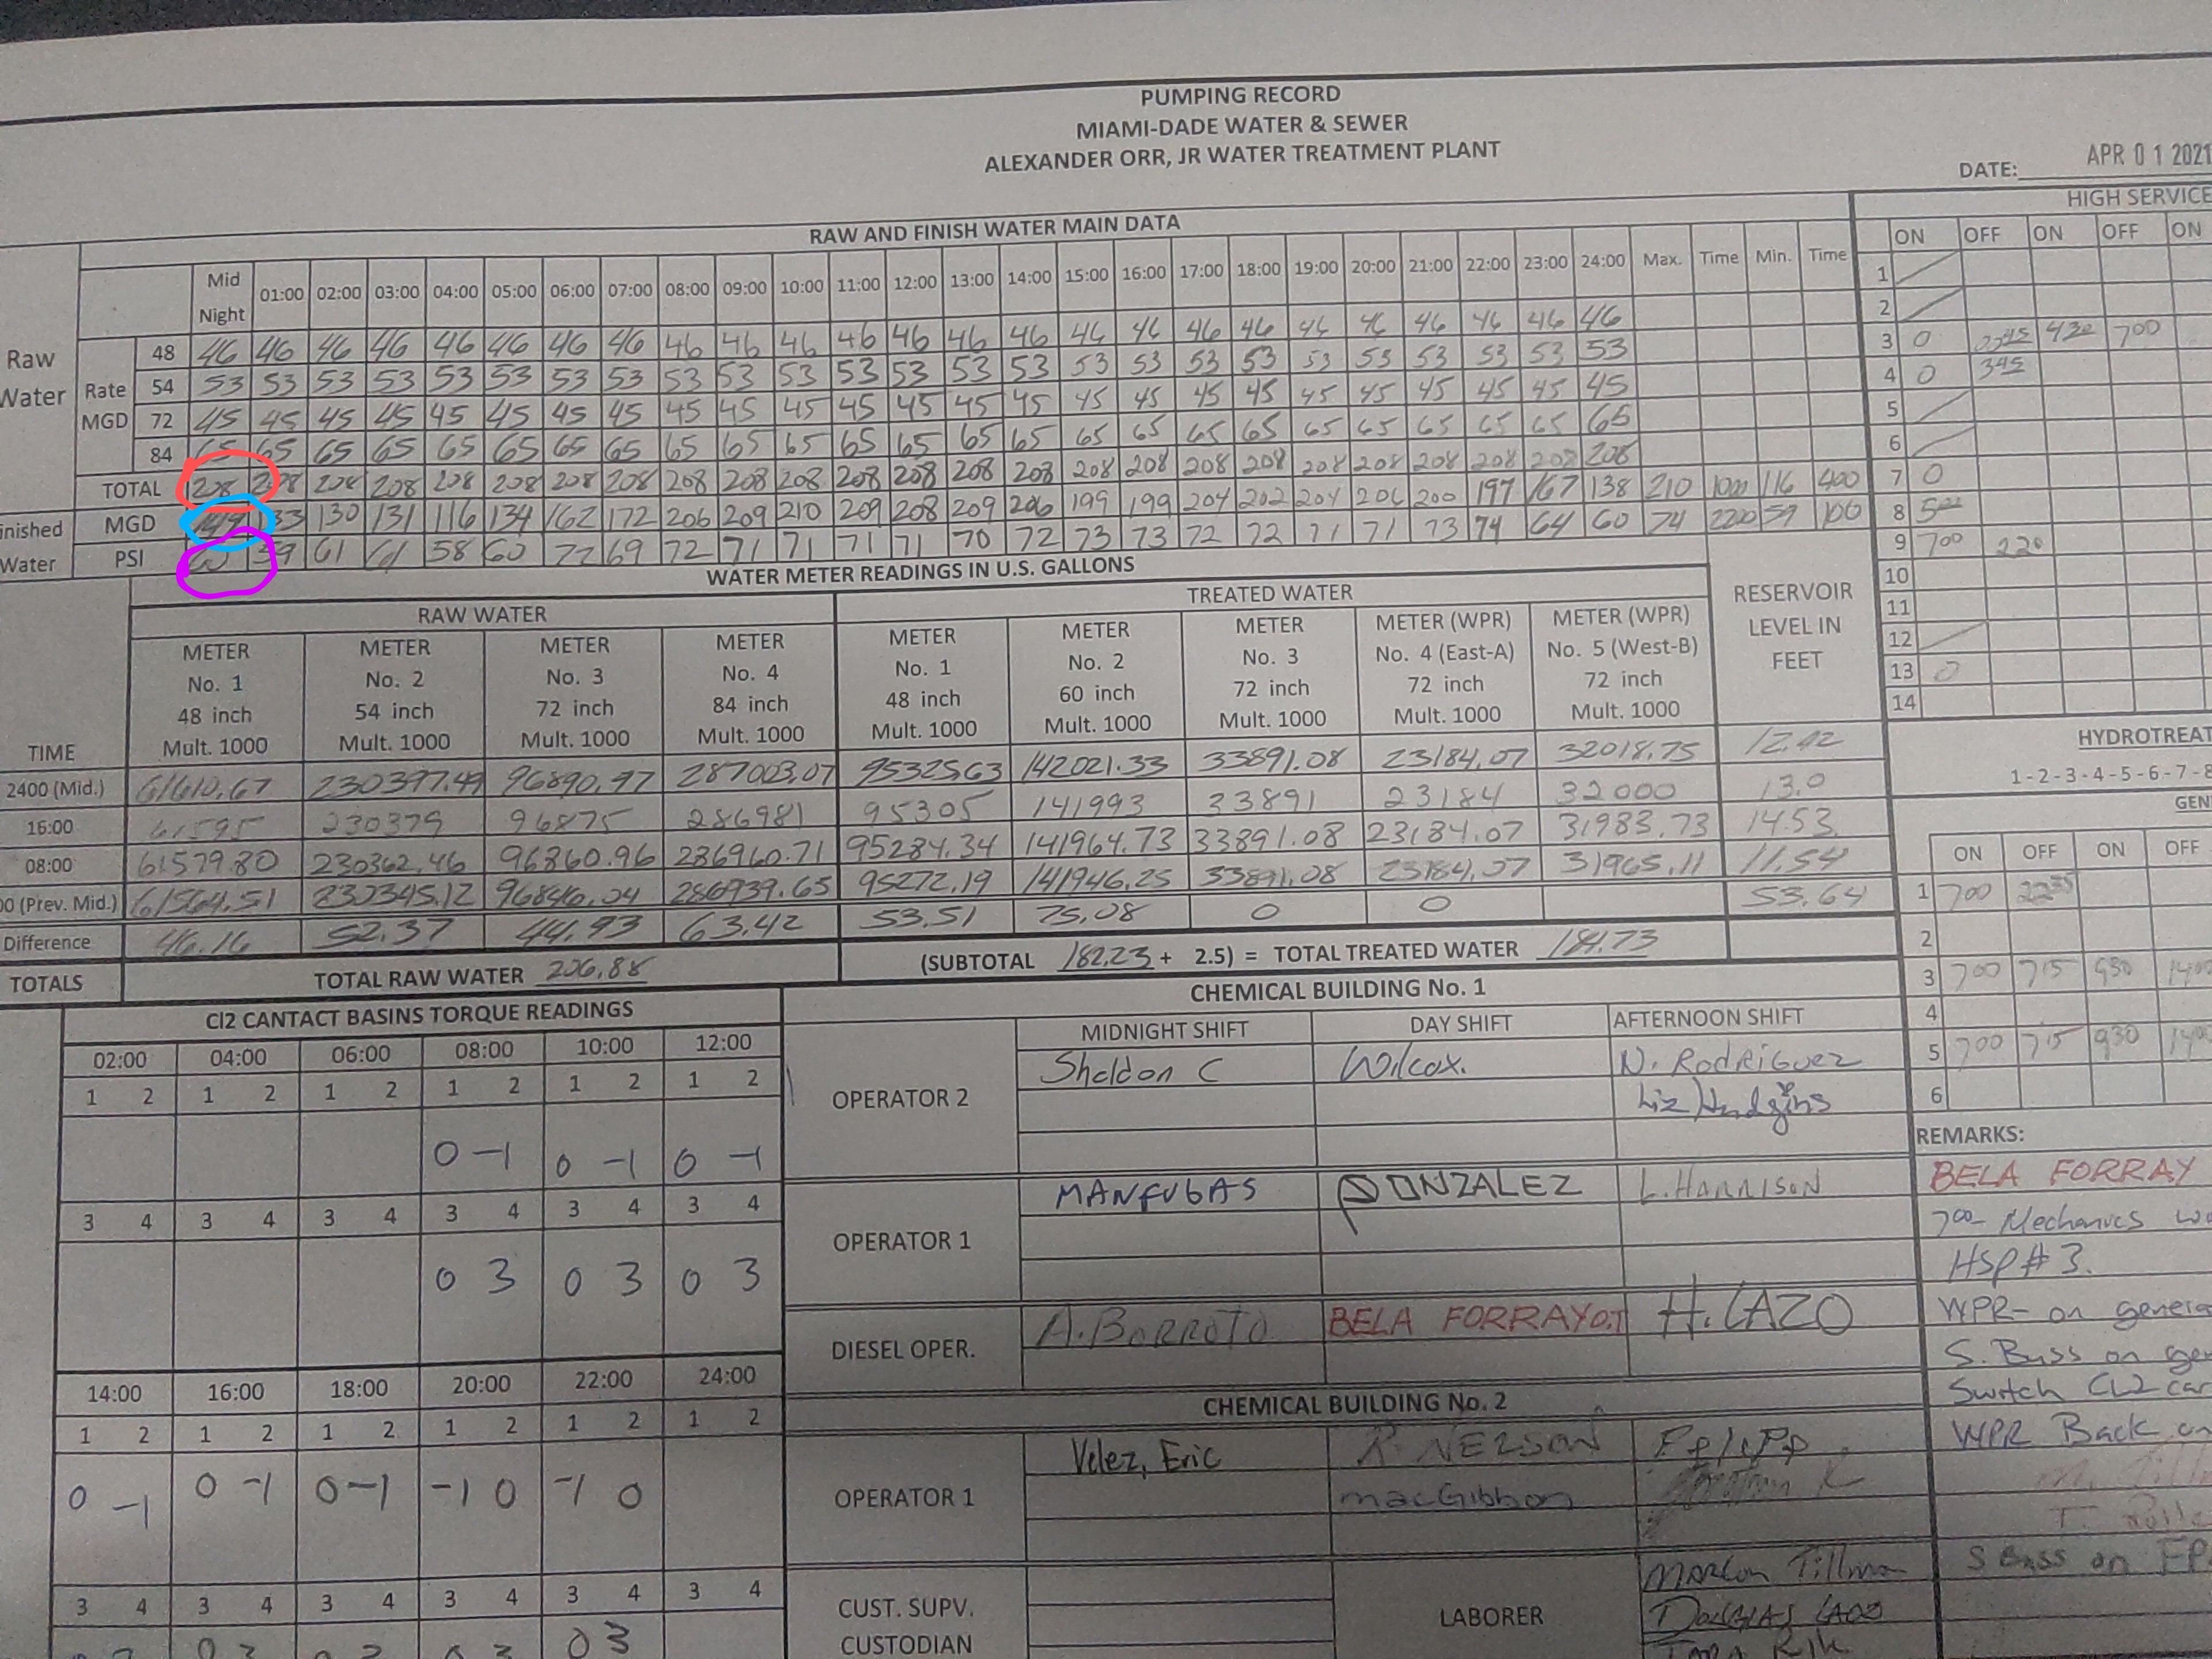 PUMPING RECORD
MIAMI-DADE WATER & SEWER
ALEXANDER ORR, JR WATER TREATMENT PLANT
DATE: APR 01 2021
RAW AND FINISH WATER MAIN DATA
Mid Night 01:00 02:00 03:00 04:00 05:00 06:00 07:00 08:00 09:00 10:00 11:00 12:00 13:00 14:00 15:00 16:00 17:00 18:00 19:00 20:00 21:00 22:00 23:00 24:00 Max. Time Min. Time
Raw Water Rate MGD
48 46 46 46 46 46 46 46 46 46 46 46 46 46 46 46 46 46 46 46 46 46 46 46 46 46
54 53 53 53 53 53 53 53 53 53 53 53 53 53 53 53 53 53 53 53 53 53 53 53 53 53
72 45 45 45 45 45 45 45 45 45 45 45 45 45 45 45 45 45 45 45 45 45 45 45 45 45
84 65 65 65 65 65 65 65 65 65 65 65 65 65 65 65 65 65 65 65 65 65 65 65 65 65
TOTAL 208 208 208 208 208 208 208 208 208 208 208 208 208 208 208 208 208 208 208 208 208 208 208 208 208
inished Water
MGD 149 133 130 131 116 134 162 172 206 209 210 209 208 209 206 199 199 204 202 204 206 200 197 167 138 210 1000 116 400
PSI 59 61 61 58 60 72 69 72 71 71 71 71 70 72 73 73 72 72 71 71 73 74 64 60 74 2200 59 100
WATER METER READINGS IN U.S. GALLONS
RAW WATER TREATED WATER
TIME
METER No. 1 48 inch Mult. 1000
METER No. 2 54 inch Mult. 1000
METER No. 3 72 inch Mult. 1000
METER No. 4 84 inch Mult. 1000
METER No. 1 48 inch Mult. 1000
METER No. 2 60 inch Mult. 1000
METER No. 3 72 inch Mult. 1000
METER (WPR) No. 4 (East-A) 72 inch Mult. 1000
METER (WPR) No. 5 (West-B) 72 inch Mult. 1000
RESERVOIR LEVEL IN FEET
2400 (Mid.) 61610.67 230397.49 96890.97 287003.07 95325.63 142021.33 33891.08 23184.07 32018.75 12.42
16:00 61595 230379 96875 286981 95305 141993 33891 23184 32000 13.0
08:00 61579.80 230362.46 96860.96 286960.71 95284.34 141964.73 33891.08 23184.07 31983.73 14.53
00 (Prev. Mid.) 61564.51 230345.12 96846.04 286939.65 95272.19 141946.25 33891.08 23184.07 31965.11 11.54
Difference 46.16 52.37 44.93 63.42 53.51 75.08 0 0 53.64
TOTALS TOTAL RAW WATER 206.88 (SUBTOTAL 182.23 + 2.5) = TOTAL TREATED WATER 184.73
Cl2 CANTACT BASINS TORQUE READINGS
02:00 04:00 06:00 08:00 10:00 12:00
1 2 1 2 1 2 1 2 1 2 1 2
0 -1 0 -1 0 -1
3 4 3 4 3 4 3 4 3 4 3 4
0 3 0 3 0 3
14:00 16:00 18:00 20:00 22:00 24:00
1 2 1 2 1 2 1 2 1 2 1 2
0 -1 0 -1 0 -1 -1 0 -1 0
3 4 3 4 3 4 3 4 3 4 3 4
0 3 0 3 0 3 0 3
CHEMICAL BUILDING No. 1
MIDNIGHT SHIFT DAY SHIFT AFTERNOON SHIFT
OPERATOR 2 Sheldon C Wilcox. N. RODRIGUEZ
Liz Hudgins
OPERATOR 1 MANFUGAS GONZALEZ L. HARRISON
DIESEL OPER. A. BORROTO BELA FORRAY O.T H. LAZO
CHEMICAL BUILDING No. 2
OPERATOR 1 Velez, Eric R. NELSON
macGibbon
CUST. SUPV. CUSTODIAN
LABORER Marlon Tillman
DOUGLAS LAZO
HIGH SERVICE
ON OFF ON OFF ON
1
2
3 0 2245 430 700
4 0 345
5
6
7 0
8 500
9 700 220
10
11
12
13 0
14
HYDROTREAT
1-2-3-4-5-6-7-8
GEN
ON OFF ON OFF
1 700 2235
2
3 700 715 930 1400
4
5 700 715 930 1400
6
REMARKS:
BELA FORRAY
700 Mechanics
HSP# 3.
WPR- on genera
S. Buss on ge
Switch CL2 car
WPR Back on
S Buss on FP